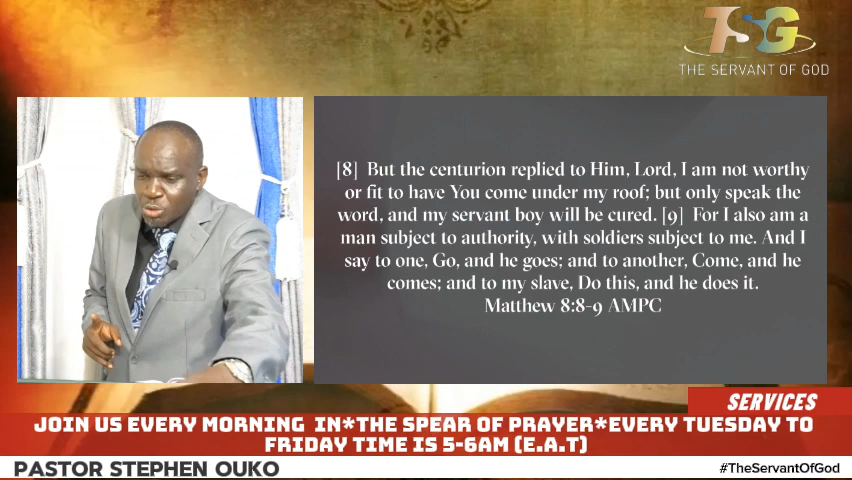 TSG
THE SERVANT OF GOD
[8] But the centurion replied to Him, Lord, I am not worthy
or fit to have You come under my roof; but only speak the
word, and my servant boy will be cured. [9] For I also am a
man subject to authority, with soldiers subject to me. And I
say to one, Go, and he goes; and to another, Come, and he
comes; and to my slave, Do this, and he does it.
Matthew 8:8-9 AMPC
SERVICES
JOIN US EVERY MORNING IN*THE SPEAR OF PRAYER*EVERY TUESDAY TO
FRIDAY TIME IS 5-6AM (E.A.T)
PASTOR STEPHEN OUKO
#TheServantOfGod